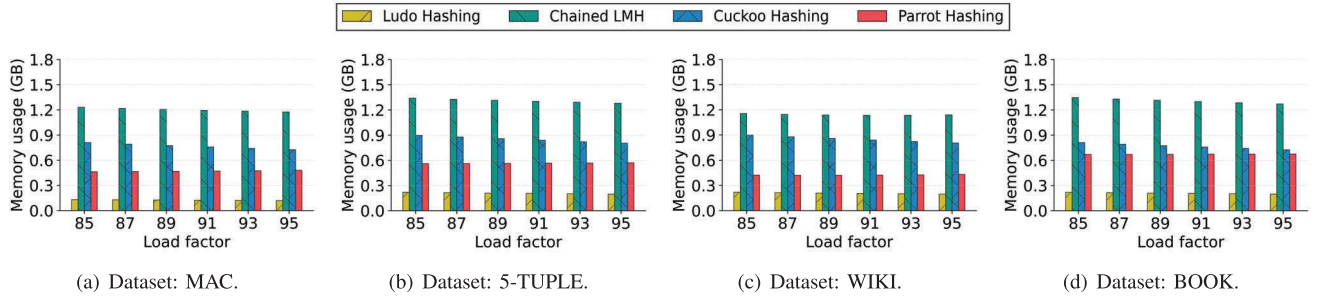 Ludo Hashing Chained LMH Cuckoo Hashing Parrot Hashing
Memory usage (GB)
1.8
1.5
1.2
0.9
0.6
0.3
0.0
85 87 89 91 93 95
Load factor
(a) Dataset: MAC.
Memory usage (GB)
1.8
1.5
1.2
0.9
0.6
0.3
0.0
85 87 89 91 93 95
Load factor
(b) Dataset: 5-TUPLE.
Memory usage (GB)
1.8
1.5
1.2
0.9
0.6
0.3
0.0
85 87 89 91 93 95
Load factor
(c) Dataset: WIKI.
Memory usage (GB)
1.8
1.5
1.2
0.9
0.6
0.3
0.0
85 87 89 91 93 95
Load factor
(d) Dataset: BOOK.